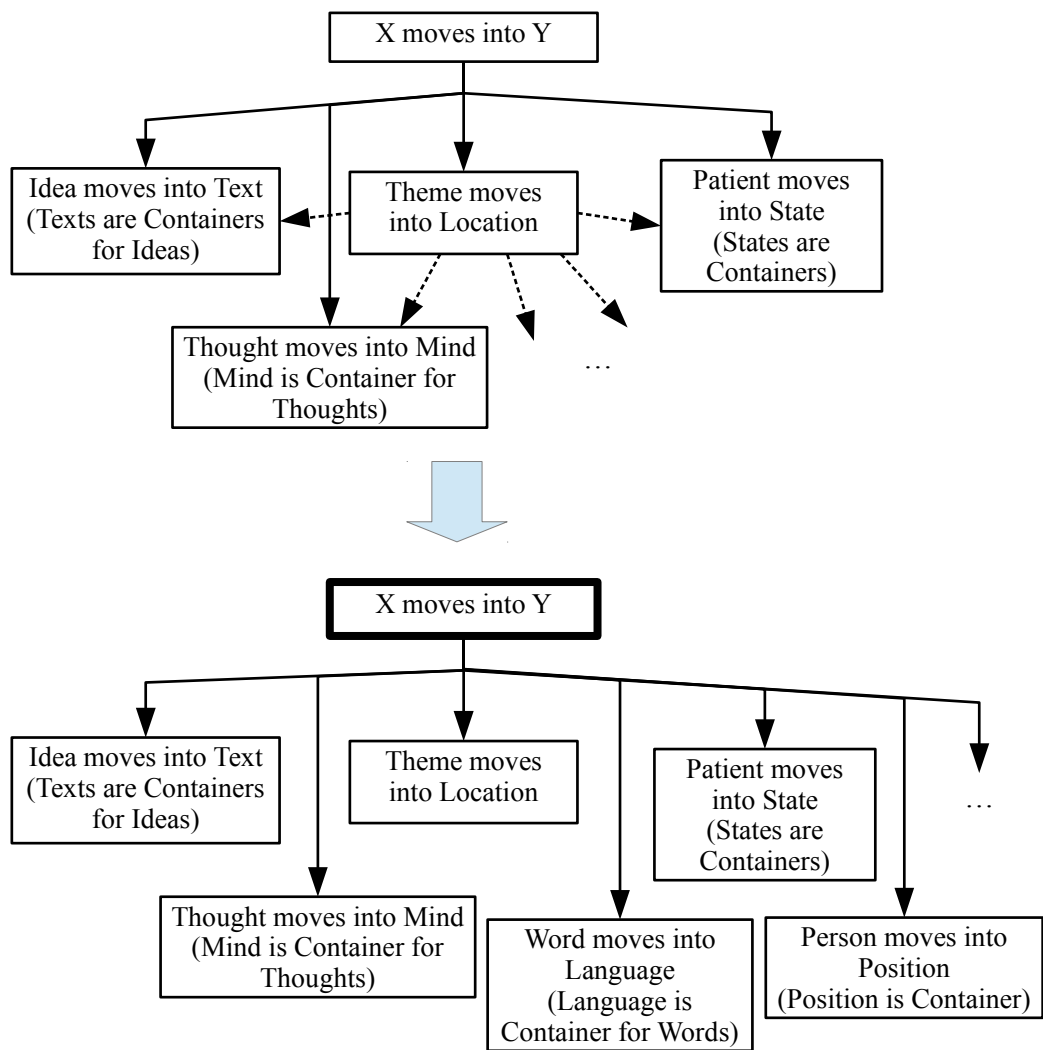 X moves into Y
Idea moves into Text
(Texts are Containers
for Ideas)
Theme moves
into Location
Patient moves
into State
(States are
Containers)
Thought moves into Mind
(Mind is Container for
Thoughts)
…
X moves into Y
Idea moves into Text
(Texts are Containers
for Ideas)
Theme moves
into Location
Patient moves
into State
(States are
Containers)
…
Thought moves into Mind
(Mind is Container for
Thoughts)
Word moves into
Language
(Language is
Container for Words)
Person moves into
Position
(Position is Container)